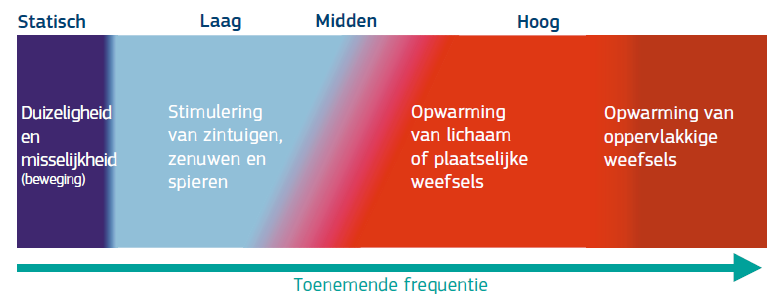 Statisch
Laag
Midden
Hoog
Duizeligheid
en
misselijkheid
(beweging)
Stimulering
van zintuigen,
zenuwen en
spieren
Opwarming
van lichaam
of plaatselijke
weefsels
Opwarming van
oppervlakkige
weefsels
Toenemende frequentie